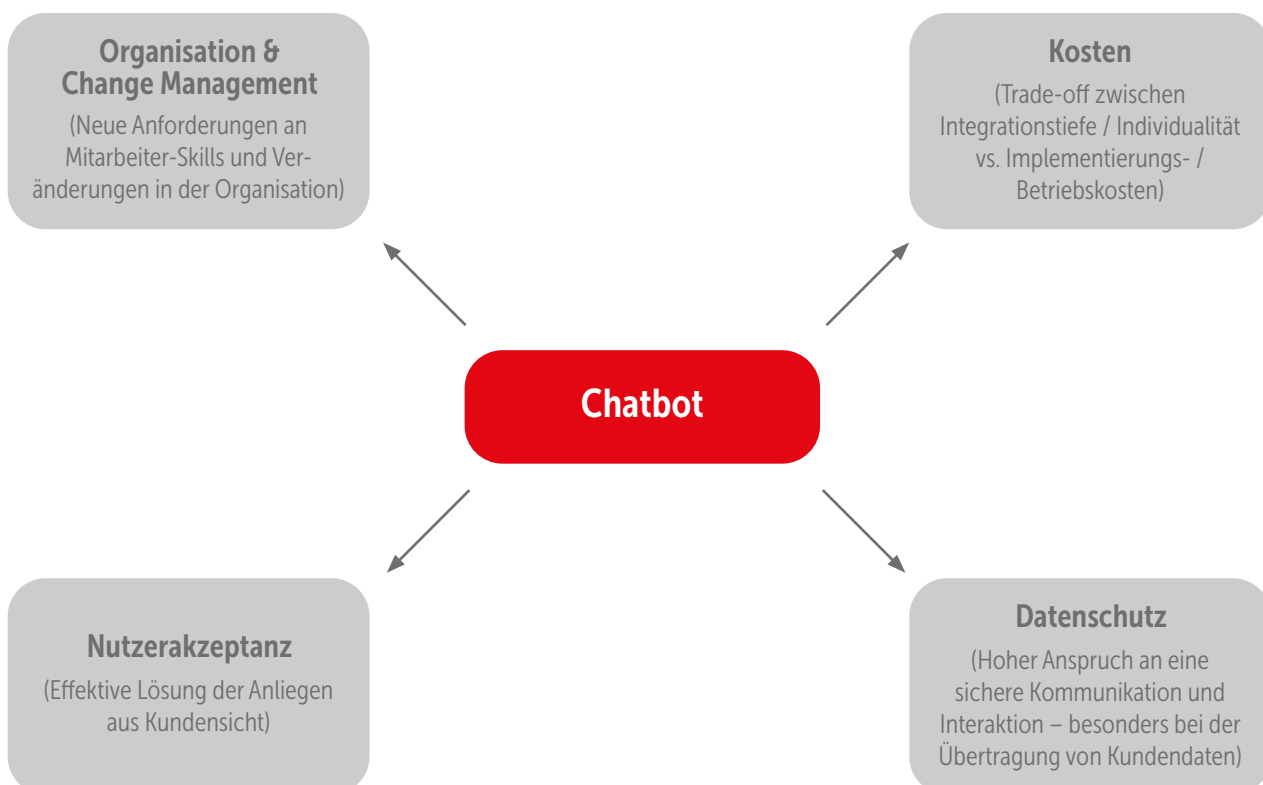 Organisation &
Change Management
(Neue Anforderungen an
Mitarbeiter-Skills und Ver-
änderungen in der Organisation)
Kosten
(Trade-off zwischen
Integrationstiefe / Individualität
vs. Implementierungs- /
Betriebskosten)
Chatbot
Nutzerakzeptanz
(Effektive Lösung der Anliegen
aus Kundensicht)
Datenschutz
(Hoher Anspruch an eine
sichere Kommunikation und
Interaktion – besonders bei der
Übertragung von Kundendaten)